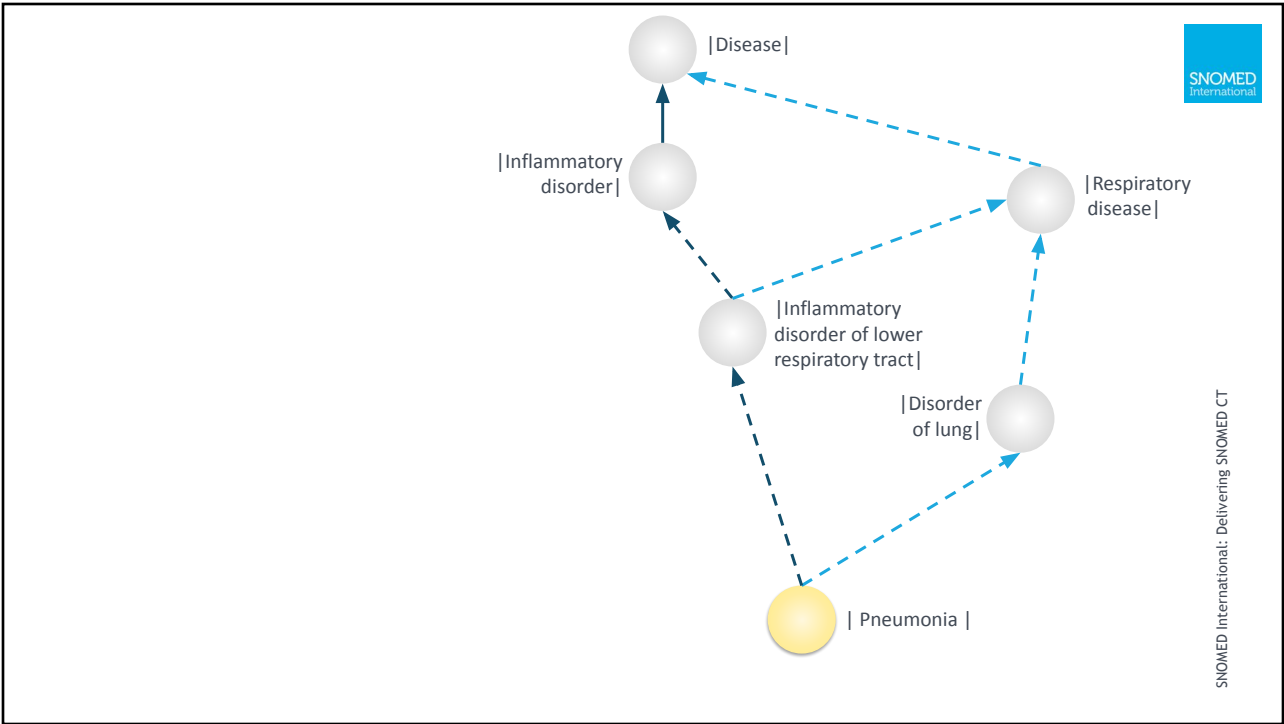 |Disease|
SNOMED
International
|Inflammatory
disorder|
|Respiratory
disease|
|Inflammatory
disorder of lower
respiratory tract|
|Disorder
of lung|
| Pneumonia |
SNOMED International: Delivering SNOMED CT